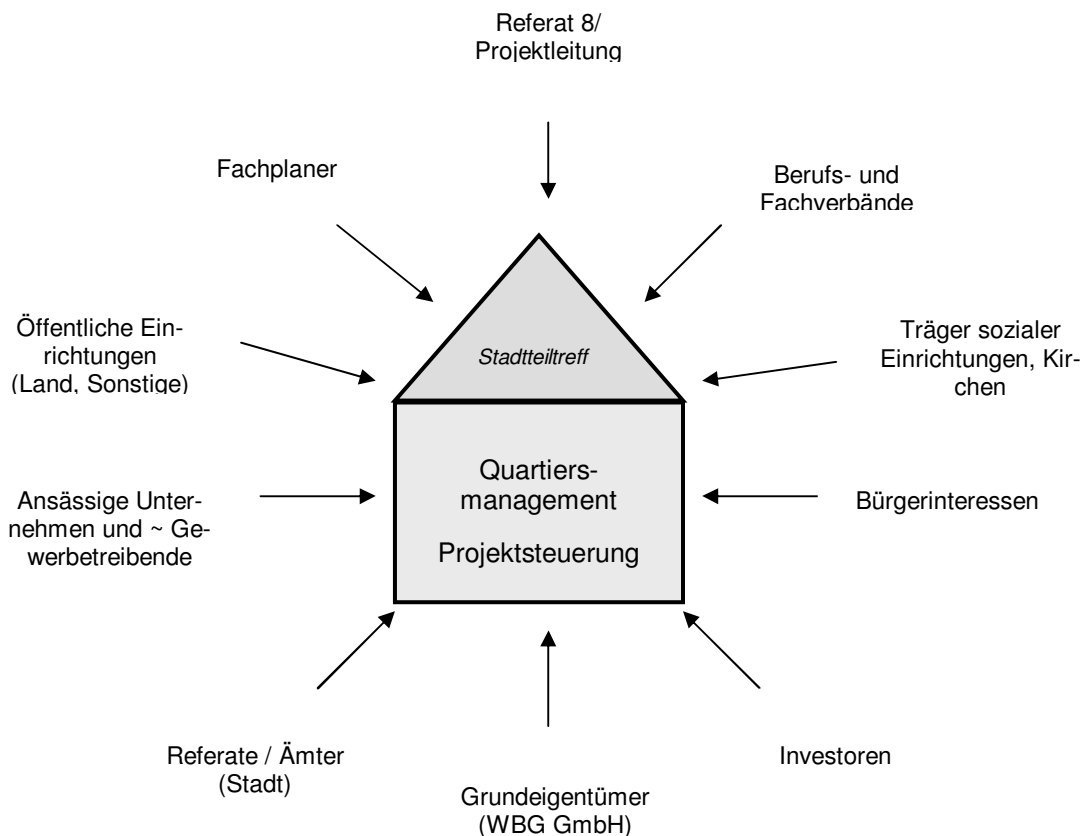 Referat 8/
Projektleitung
Fachplaner
Berufs- und
Fachverbände
Öffentliche Ein-
richtungen
(Land, Sonstige)
Stadtteiltreff
Träger sozialer
Einrichtungen, Kir-
chen
Ansässige Unter-
nehmen und ~ Ge-
werbetreibende
Quartiers-
management
Projektsteuerung
Bürgerinteressen
Referate / Ämter
(Stadt)
Grundeigentümer
(WBG GmbH)
Investoren